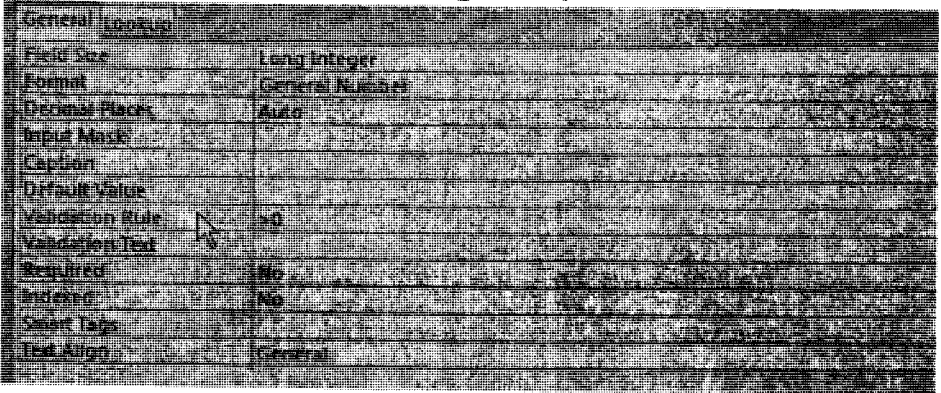 General Lookup
Field Size Long Integer
Format General Number
Decimal Places Auto
Input Mask
Caption
Default Value
Validation Rule >0
Validation Text
Required No
Indexed No
Smart Tags
Text Align General